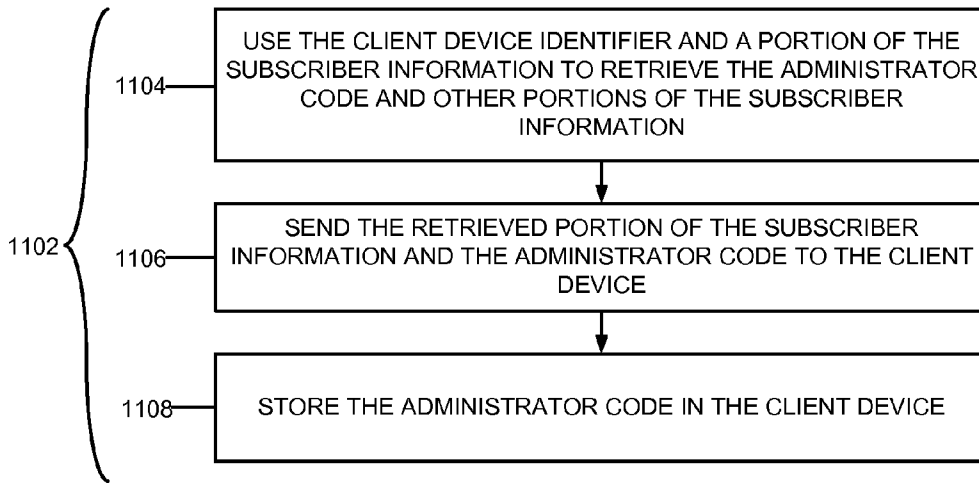 USE THE CLIENT DEVICE IDENTIFIER AND A PORTION OF THE
SUBSCRIBER INFORMATION TO RETRIEVE THE ADMINISTRATOR
CODE AND OTHER PORTIONS OF THE SUBSCRIBER
INFORMATION
1104
SEND THE RETRIEVED PORTION OF THE SUBSCRIBER
INFORMATION AND THE ADMINISTRATOR CODE TO THE CLIENT
DEVICE
1102
1106
STORE THE ADMINISTRATOR CODE IN THE CLIENT DEVICE
1108